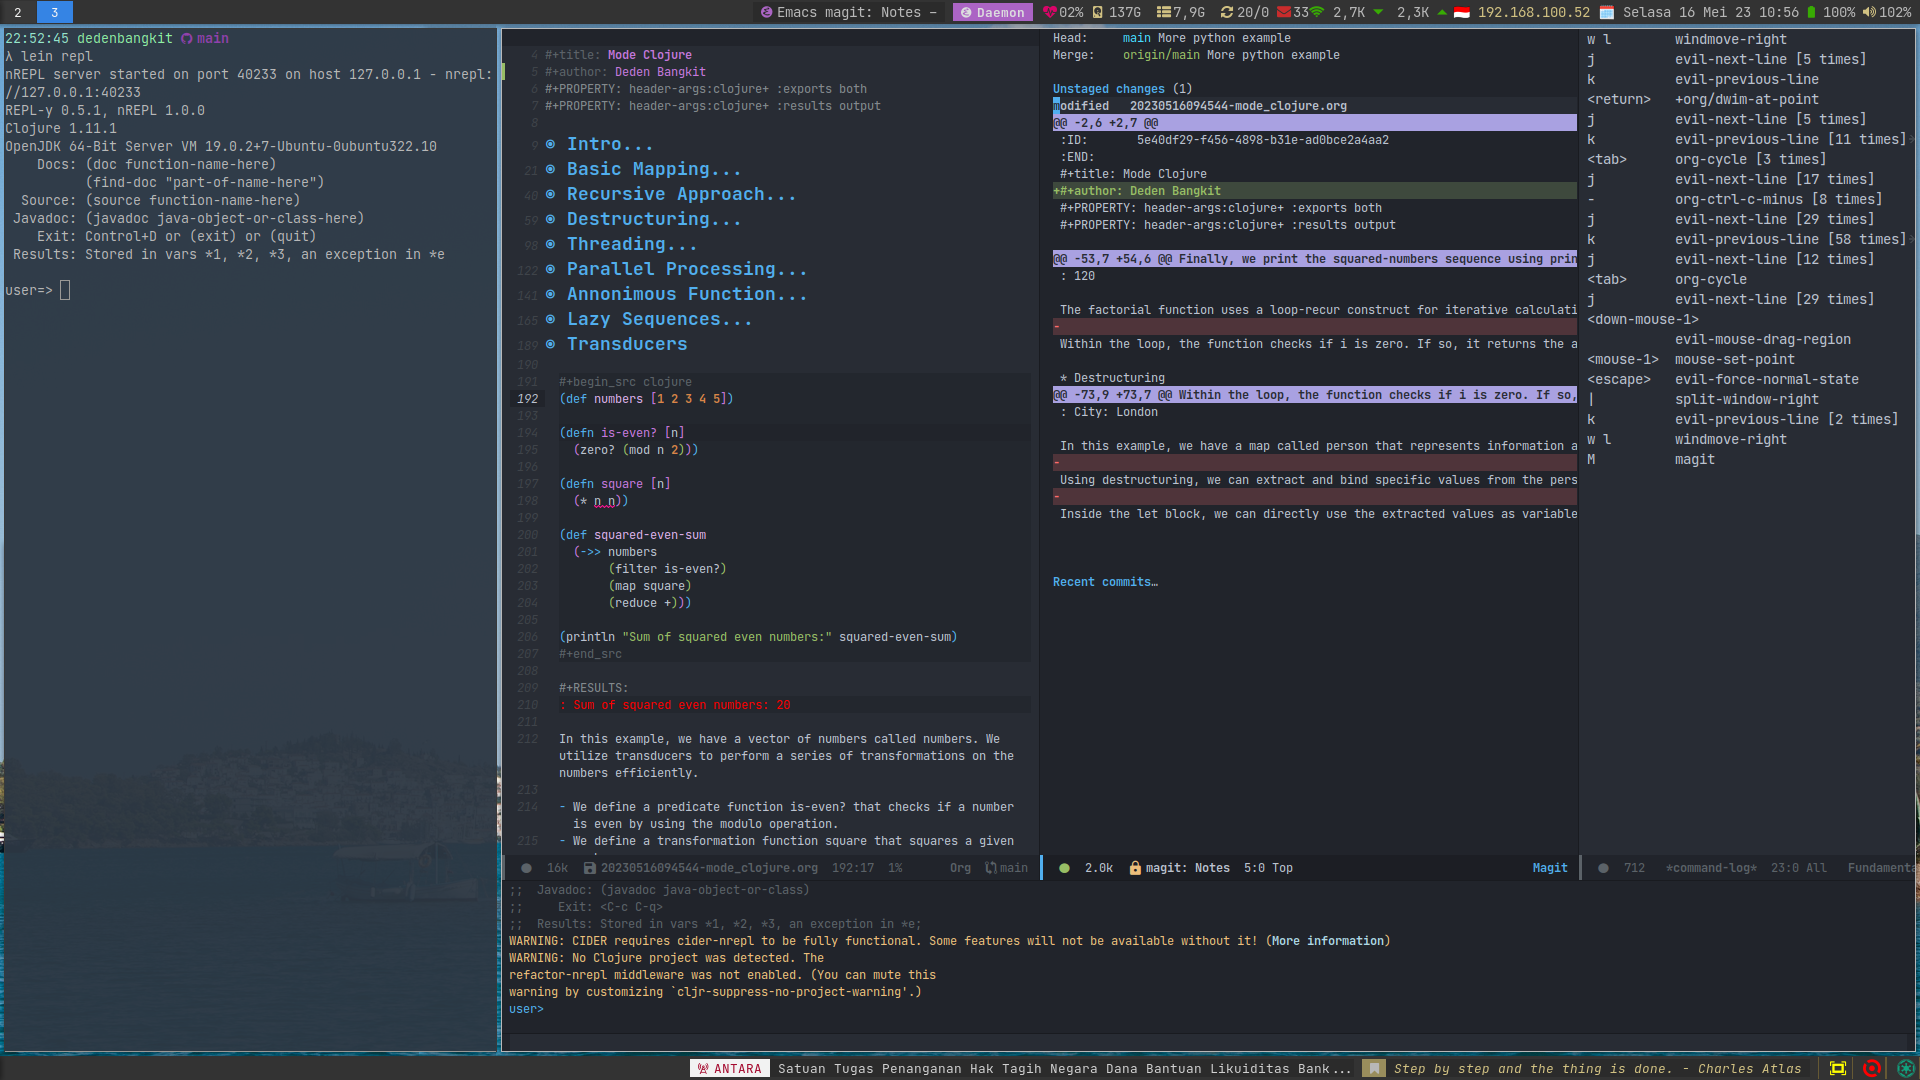 2 3 Emacs magit: Notes – Daemon 02% 137G 7,9G 20/0 33 2,7K 2,3K 192.168.100.52 Selasa 16 Mei 23 10:56 100% 102%
22:52:45 dedenbangkit main
λ lein repl
nREPL server started on port 40233 on host 127.0.0.1 - nrepl:
//127.0.0.1:40233
REPL-y 0.5.1, nREPL 1.0.0
Clojure 1.11.1
OpenJDK 64-Bit Server VM 19.0.2+7-Ubuntu-0ubuntu322.10
    Docs: (doc function-name-here)
          (find-doc "part-of-name-here")
  Source: (source function-name-here)
 Javadoc: (javadoc java-object-or-class-here)
    Exit: Control+D or (exit) or (quit)
 Results: Stored in vars *1, *2, *3, an exception in *e
user=>
4 #+title: Mode Clojure
5 #+author: Deden Bangkit
6 #+PROPERTY: header-args:clojure+ :exports both
7 #+PROPERTY: header-args:clojure+ :results output
8
9 Intro...
21 Basic Mapping...
40 Recursive Approach...
59 Destructuring...
98 Threading...
122 Parallel Processing...
141 Annonimous Function...
165 Lazy Sequences...
189 Transducers
190
191 #+begin_src clojure
192 (def numbers [1 2 3 4 5])
193
194 (defn is-even? [n]
195   (zero? (mod n 2)))
196
197 (defn square [n]
198   (* n n))
199
200 (def squared-even-sum
201   (->> numbers
202        (filter is-even?)
203        (map square)
204        (reduce +)))
205
206 (println "Sum of squared even numbers:" squared-even-sum)
207 #+end_src
208
209 #+RESULTS:
210 : Sum of squared even numbers: 20
211
212 In this example, we have a vector of numbers called numbers. We
utilize transducers to perform a series of transformations on the
numbers efficiently.
213
214 - We define a predicate function is-even? that checks if a number
is even by using the modulo operation.
215 - We define a transformation function square that squares a given
16k 20230516094544-mode_clojure.org 192:17 1% Org main
Head:     main More python example
Merge:    origin/main More python example
Unstaged changes (1)
modified   20230516094544-mode_clojure.org
@@ -2,6 +2,7 @@
 :ID:       5e40df29-f456-4898-b31e-ad0bce2a4aa2
 :END:
 #+title: Mode Clojure
+#+author: Deden Bangkit
 #+PROPERTY: header-args:clojure+ :exports both
 #+PROPERTY: header-args:clojure+ :results output
@@ -53,7 +54,6 @@ Finally, we print the squared-numbers sequence using prin
 : 120
 The factorial function uses a loop-recur construct for iterative calculati
-
 Within the loop, the function checks if i is zero. If so, it returns the a
 * Destructuring
@@ -73,9 +73,7 @@ Within the loop, the function checks if i is zero. If so,
 : City: London
 In this example, we have a map called person that represents information a
-
 Using destructuring, we can extract and bind specific values from the pers
-
 Inside the let block, we can directly use the extracted values as variable
Recent commits…
2.0k magit: Notes 5:0 Top Magit
w l windmove-right
j evil-next-line [5 times]
k evil-previous-line
<return> +org/dwim-at-point
j evil-next-line [5 times]
k evil-previous-line [11 times]
<tab> org-cycle [3 times]
j evil-next-line [17 times]
- org-ctrl-c-minus [8 times]
j evil-next-line [29 times]
k evil-previous-line [58 times]
j evil-next-line [12 times]
<tab> org-cycle
j evil-next-line [29 times]
<down-mouse-1>
evil-mouse-drag-region
<mouse-1> mouse-set-point
<escape> evil-force-normal-state
| split-window-right
k evil-previous-line [2 times]
w l windmove-right
M magit
712 *command-log* 23:0 All Fundamenta
;;  Javadoc: (javadoc java-object-or-class)
;;     Exit: <C-c C-q>
;;  Results: Stored in vars *1, *2, *3, an exception in *e;
WARNING: CIDER requires cider-nrepl to be fully functional. Some features will not be available without it! (More information)
WARNING: No Clojure project was detected. The
refactor-nrepl middleware was not enabled. (You can mute this
warning by customizing `cljr-suppress-no-project-warning'.)
user>
ANTARA Satuan Tugas Penanganan Hak Tagih Negara Dana Bantuan Likuiditas Bank... Step by step and the thing is done. - Charles Atlas